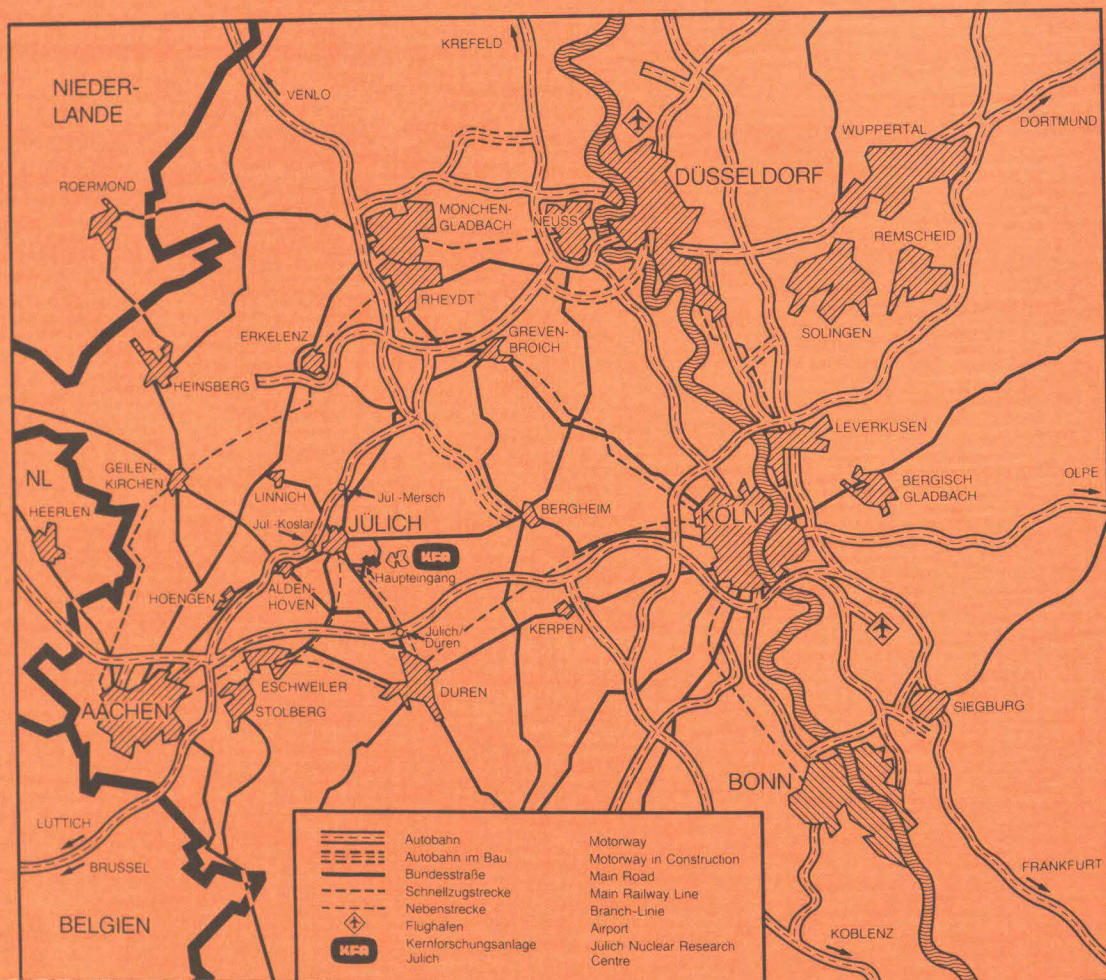 KREFELD
NIEDER-
LANDE
VENLO
DORTMUND
WUPPERTAL
ROERMOND
DÜSSELDORF
MÖNCHEN-
GLADBACH
NEUSS
REMSCHEID
RHEYDT
SOLINGEN
ERKELENZ
GREVEN-
BROICH
HEINSBERG
LEVERKUSEN
NL
GEILEN-
KIRCHEN
LINNICH
Jül.-Mersch
BERGISCH
GLADBACH
OLPE
HEERLEN
Jül.-Koslar
JÜLICH
BERGHEIM
KÖLN
KFA
Haupteingang
HOENGEN
ALDEN-
HOVEN
KERPEN
Jülich/
Düren
ESCHWEILER
DÜREN
AACHEN
STOLBERG
SIEGBURG
BONN
LÜTTICH
BRÜSSEL
FRANKFURT
BELGIEN
KOBLENZ
Autobahn Motorway
Autobahn im Bau Motorway in Construction
Bundesstraße Main Road
Schnellzugstrecke Main Railway Line
Nebenstrecke Branch-Linie
Flughafen Airport
KFA Kernforschungsanlage Jülich Nuclear Research
Jülich Centre